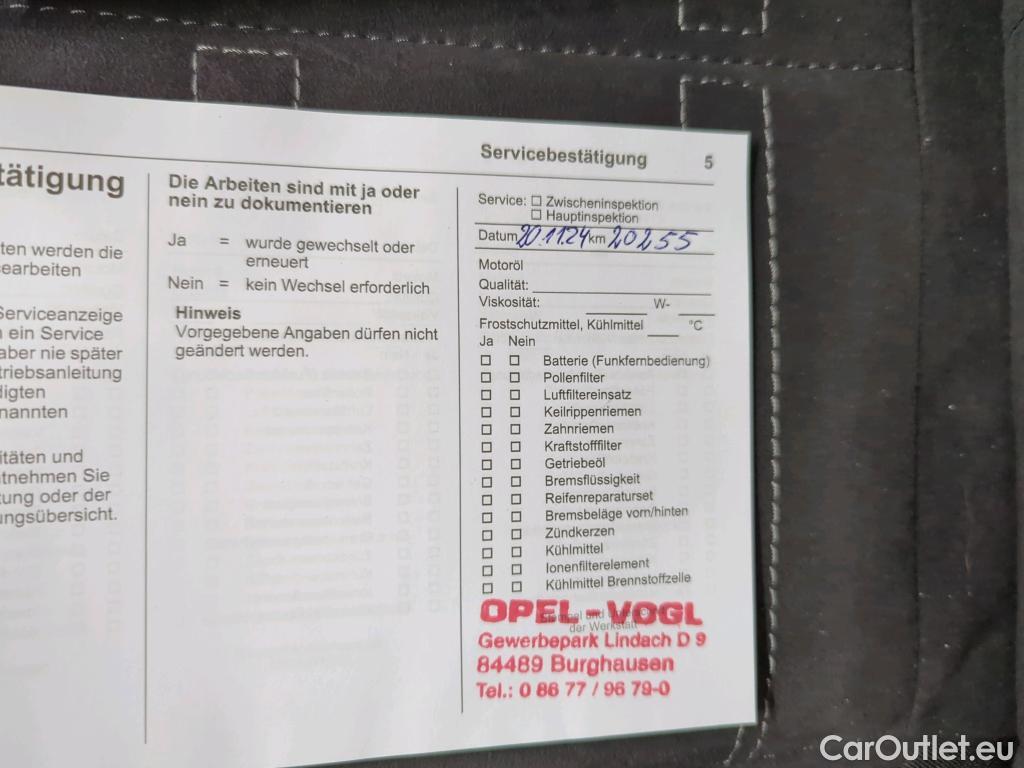 Servicebestätigung 5
tätigung
ten werden die
earbeiten
Serviceanzeige
ein Service
aber nie später
triebsanleitung
digten
nannten
itäten und
tnehmen Sie
tung oder der
ungsübersicht.
Die Arbeiten sind mit ja oder
nein zu dokumentieren
Ja = wurde gewechselt oder
erneuert
Nein = kein Wechsel erforderlich
Hinweis
Vorgegebene Angaben dürfen nicht
geändert werden.
Service: ☐ Zwischeninspektion
☐ Hauptinspektion
Datum 20.11.24 km 20255
Motoröl
Qualität:
Viskosität: W-
Frostschutzmittel, Kühlmittel °C
Ja Nein
☐ ☐ Batterie (Funkfernbedienung)
☐ ☐ Pollenfilter
☐ ☐ Luftfiltereinsatz
☐ ☐ Keilrippenriemen
☐ ☐ Zahnriemen
☐ ☐ Kraftstofffilter
☐ ☐ Getriebeöl
☐ ☐ Bremsflüssigkeit
☐ ☐ Reifenreparaturset
☐ ☐ Bremsbeläge vorn/hinten
☐ ☐ Zündkerzen
☐ ☐ Kühlmittel
☐ ☐ Ionenfilterelement
☐ ☐ Kühlmittel Brennstoffzelle
OPEL-VOGL
der Werkstatt
Gewerbepark Lindach D 9
84489 Burghausen
Tel.: 0 86 77 / 96 79-0
CarOutlet.eu